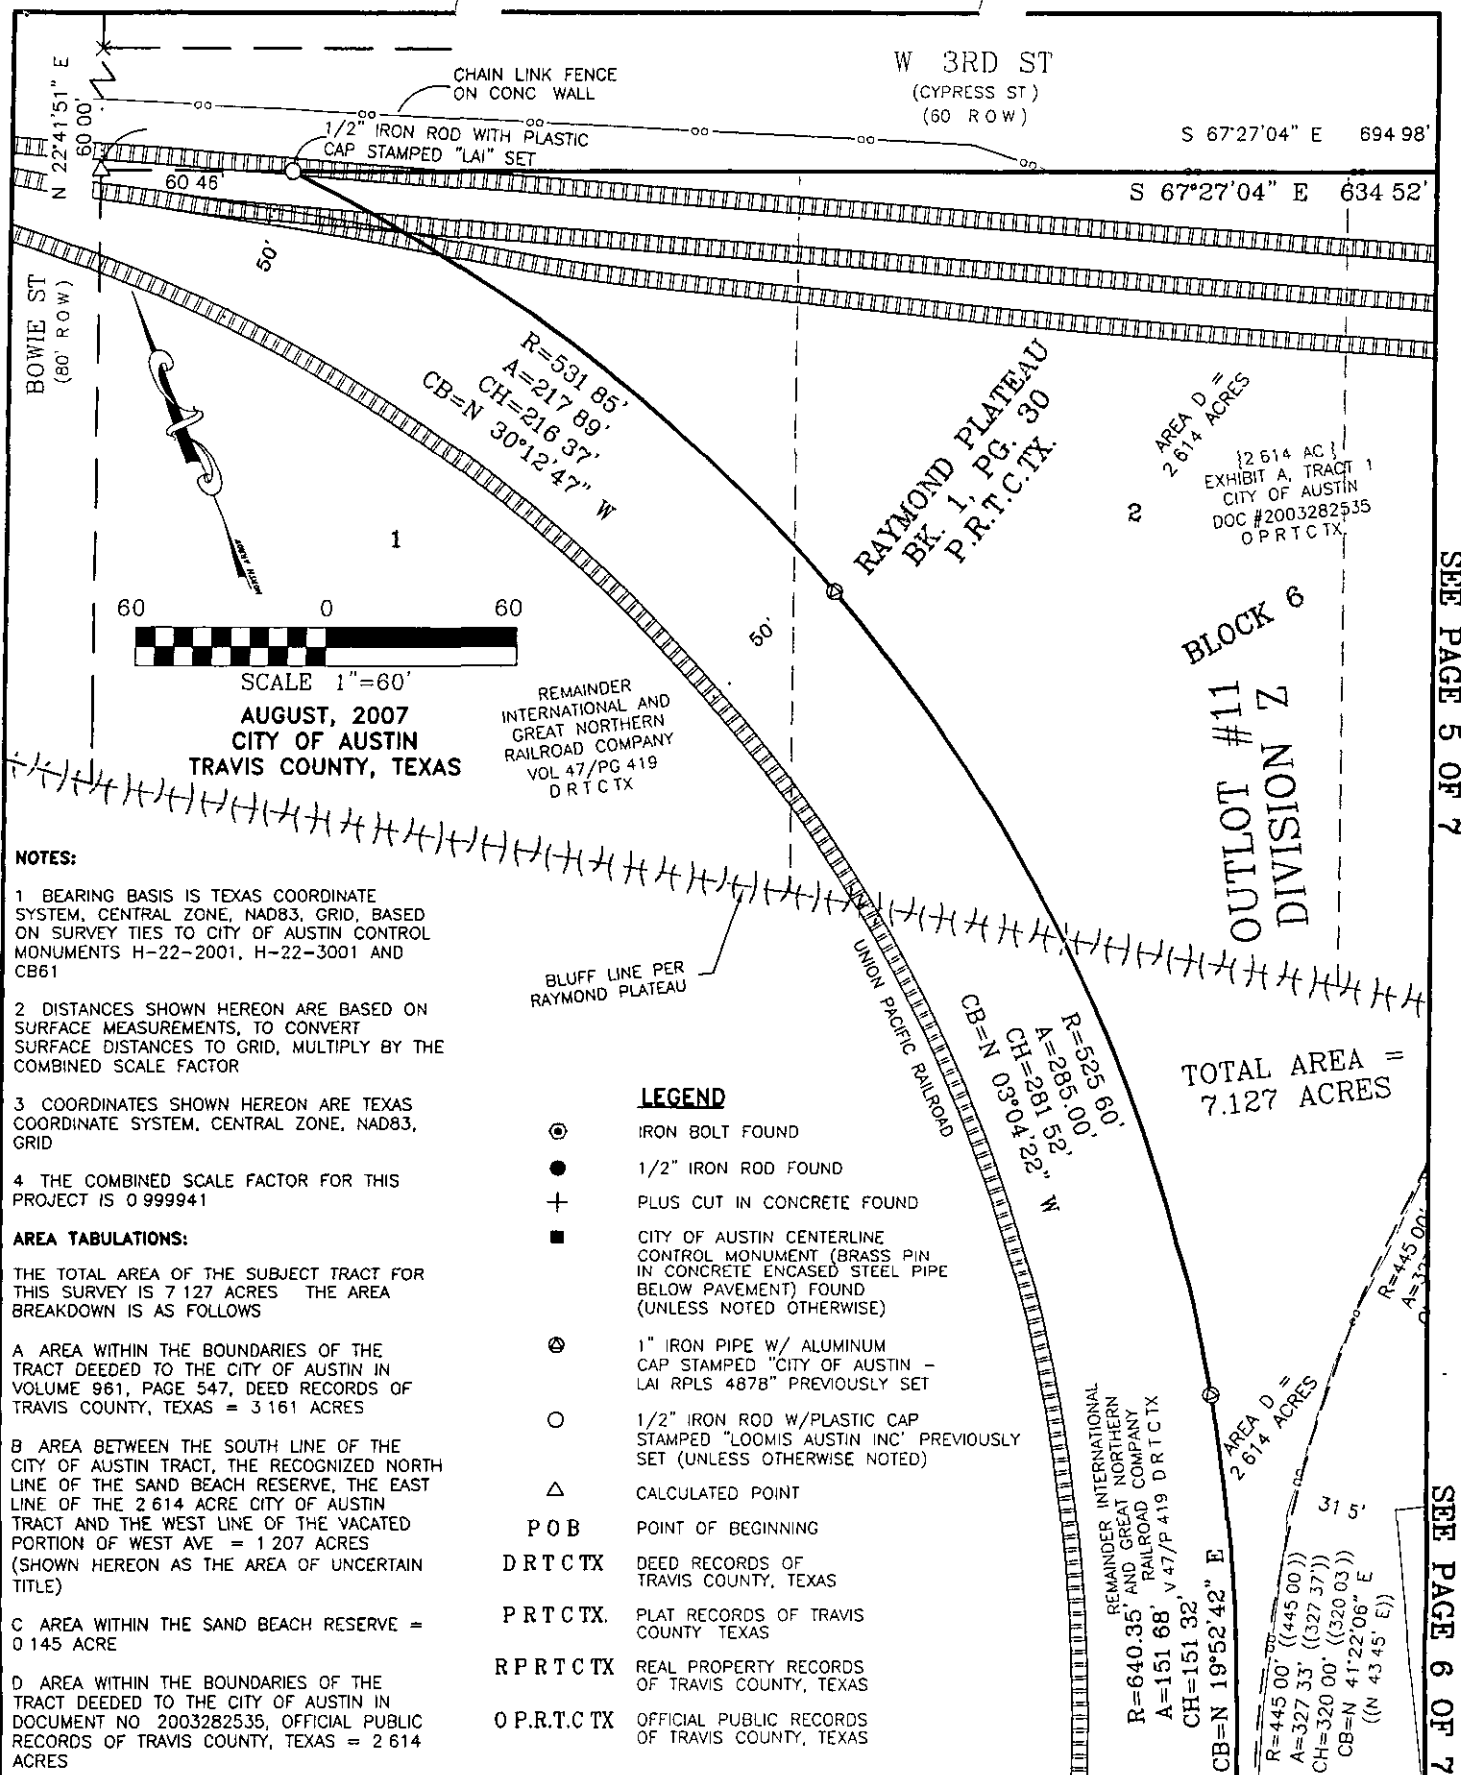 W 3RD ST
(CYPRESS ST)
(60 ROW)
CHAIN LINK FENCE
ON CONC WALL
1/2" IRON ROD WITH PLASTIC
CAP STAMPED "LAI" SET
S 67°27'04" E 694 98'
S 67°27'04" E 634 52'
N 22°41'51" E
60 00'
60 46
50'
BOWIE ST
(80' ROW)
R=531 85'
A=217 89'
CH=216 37'
CB=N 30°12'47" W
RAYMOND PLATEAU
BK. 1, PG. 30
P.R.T.C.TX.
AREA D =
2 614 ACRES
{2 614 AC}
EXHIBIT A, TRACT 1
CITY OF AUSTIN
DOC #2003282535
O P R T C TX
1
2
60 0 60
SCALE 1"=60'
AUGUST, 2007
CITY OF AUSTIN
TRAVIS COUNTY, TEXAS
REMAINDER
INTERNATIONAL AND
GREAT NORTHERN
RAILROAD COMPANY
VOL 47/PG 419
D R T C TX
50'
BLOCK 6
OUTLOT #11
DIVISION Z
SEE PAGE 5 OF 7
BLUFF LINE PER
RAYMOND PLATEAU
UNION PACIFIC RAILROAD
R=525 60'
A=285.00'
CH=281 52'
CB=N 03°04'22" W
TOTAL AREA =
7.127 ACRES
NOTES:
1 BEARING BASIS IS TEXAS COORDINATE
SYSTEM, CENTRAL ZONE, NAD83, GRID, BASED
ON SURVEY TIES TO CITY OF AUSTIN CONTROL
MONUMENTS H-22-2001, H-22-3001 AND
CB61
2 DISTANCES SHOWN HEREON ARE BASED ON
SURFACE MEASUREMENTS, TO CONVERT
SURFACE DISTANCES TO GRID, MULTIPLY BY THE
COMBINED SCALE FACTOR
3 COORDINATES SHOWN HEREON ARE TEXAS
COORDINATE SYSTEM, CENTRAL ZONE, NAD83,
GRID
4 THE COMBINED SCALE FACTOR FOR THIS
PROJECT IS 0 999941
AREA TABULATIONS:
THE TOTAL AREA OF THE SUBJECT TRACT FOR
THIS SURVEY IS 7 127 ACRES THE AREA
BREAKDOWN IS AS FOLLOWS
A AREA WITHIN THE BOUNDARIES OF THE
TRACT DEEDED TO THE CITY OF AUSTIN IN
VOLUME 961, PAGE 547, DEED RECORDS OF
TRAVIS COUNTY, TEXAS = 3 161 ACRES
B AREA BETWEEN THE SOUTH LINE OF THE
CITY OF AUSTIN TRACT, THE RECOGNIZED NORTH
LINE OF THE SAND BEACH RESERVE, THE EAST
LINE OF THE 2 614 ACRE CITY OF AUSTIN
TRACT AND THE WEST LINE OF THE VACATED
PORTION OF WEST AVE = 1 207 ACRES
(SHOWN HEREON AS THE AREA OF UNCERTAIN
TITLE)
C AREA WITHIN THE SAND BEACH RESERVE =
0 145 ACRE
D AREA WITHIN THE BOUNDARIES OF THE
TRACT DEEDED TO THE CITY OF AUSTIN IN
DOCUMENT NO 2003282535, OFFICIAL PUBLIC
RECORDS OF TRAVIS COUNTY, TEXAS = 2 614
ACRES
LEGEND
IRON BOLT FOUND
1/2" IRON ROD FOUND
PLUS CUT IN CONCRETE FOUND
CITY OF AUSTIN CENTERLINE
CONTROL MONUMENT (BRASS PIN
IN CONCRETE ENCASED STEEL PIPE
BELOW PAVEMENT) FOUND
(UNLESS NOTED OTHERWISE)
1" IRON PIPE W/ ALUMINUM
CAP STAMPED "CITY OF AUSTIN -
LAI RPLS 4878" PREVIOUSLY SET
1/2" IRON ROD W/PLASTIC CAP
STAMPED "LOOMIS AUSTIN INC' PREVIOUSLY
SET (UNLESS OTHERWISE NOTED)
CALCULATED POINT
P O B POINT OF BEGINNING
D R T C TX DEED RECORDS OF
TRAVIS COUNTY, TEXAS
P R T C TX. PLAT RECORDS OF TRAVIS
COUNTY TEXAS
R P R T C TX REAL PROPERTY RECORDS
OF TRAVIS COUNTY, TEXAS
O P.R.T.C TX OFFICIAL PUBLIC RECORDS
OF TRAVIS COUNTY, TEXAS
REMAINDER INTERNATIONAL
AND GREAT NORTHERN
RAILROAD COMPANY
V 47/P 419 D R T C TX
R=640.35'
A=151 68'
CH=151 32'
CB=N 19°52'42" E
AREA D =
2 614 ACRES
R=445 00'
31 5'
R=445 00' ((445 00'))
A=327 33' ((327 37'))
CH=320 00' ((320 03'))
CB=N 41°22'06" E
((N 43 45' E))
SEE PAGE 6 OF 7